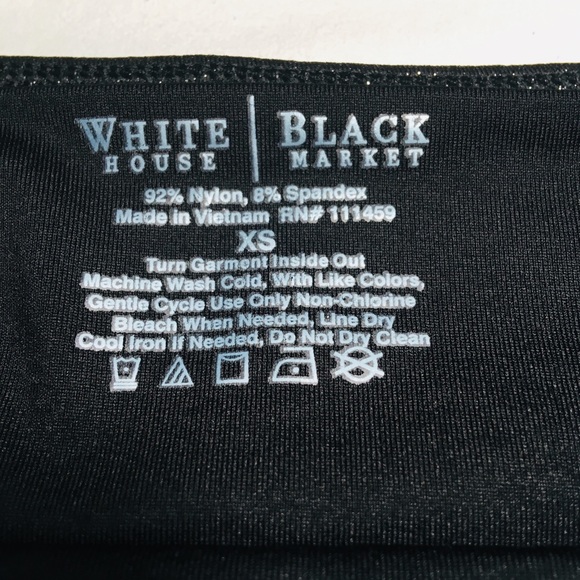 WHITE HOUSE | BLACK MARKET
92% Nylon, 8% Spandex
Made in Vietnam RN# 111459
XS
Turn Garment Inside Out
Machine Wash Cold, With Like Colors,
Gentle Cycle Use Only Non-Chlorine
Bleach When Needed, Line Dry
Cool Iron If Needed, Do Not Dry Clean